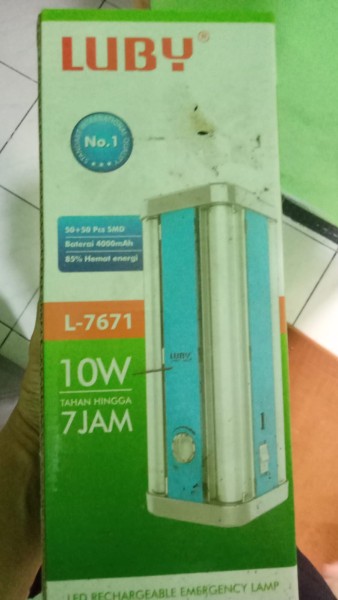 LUBY®
No.1
50+50 Pcs SMD
Baterai 4000mAh
85% Hemat energi
L-7671
10W
TAHAN HINGGA
7JAM
LUBY
LED RECHARGEABLE EMERGENCY LAMP